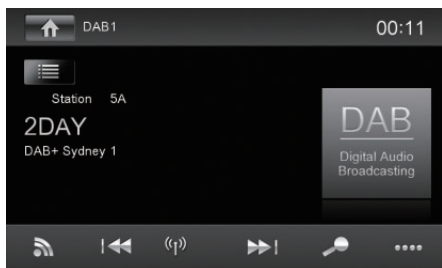 DAB1 00:11
Station 5A
2DAY
DAB+ Sydney 1
DAB
Digital Audio
Broadcasting